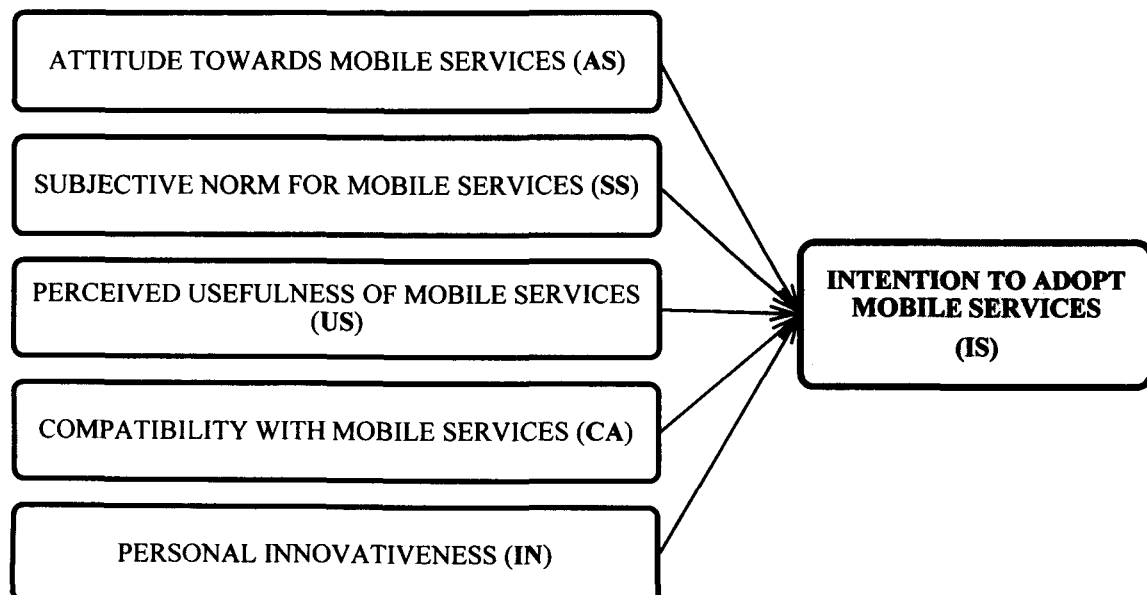 ATTITUDE TOWARDS MOBILE SERVICES (AS)
SUBJECTIVE NORM FOR MOBILE SERVICES (SS)
PERCEIVED USEFULNESS OF MOBILE SERVICES
(US)
COMPATIBILITY WITH MOBILE SERVICES (CA)
PERSONAL INNOVATIVENESS (IN)
INTENTION TO ADOPT
MOBILE SERVICES
(IS)